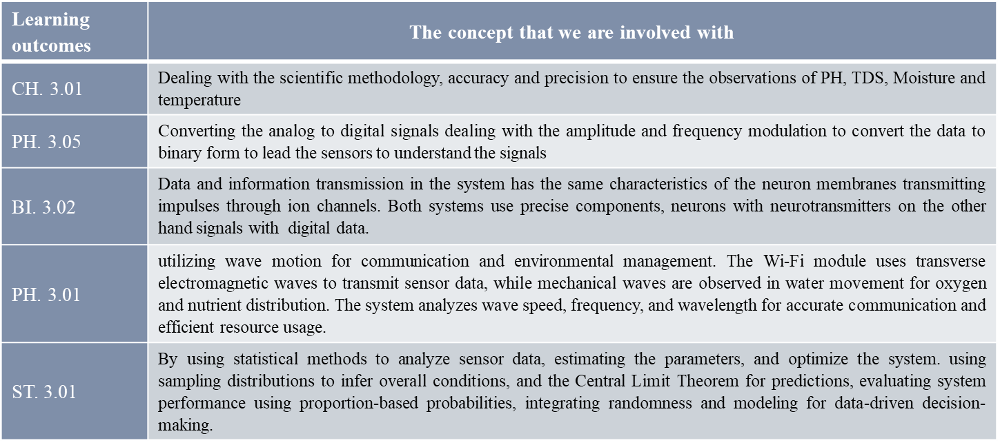 Learning
outcomes
The concept that we are involved with
CH. 3.01
Dealing with the scientific methodology, accuracy and precision to ensure the observations of PH, TDS, Moisture and
temperature
PH. 3.05
Converting the analog to digital signals dealing with the amplitude and frequency modulation to convert the data to
binary form to lead the sensors to understand the signals
BI. 3.02
Data and information transmission in the system has the same characteristics of the neuron membranes transmitting
impulses through ion channels. Both systems use precise components, neurons with neurotransmitters on the other
hand signals with digital data.
PH. 3.01
utilizing wave motion for communication and environmental management. The Wi-Fi module uses transverse
electromagnetic waves to transmit sensor data, while mechanical waves are observed in water movement for oxygen
and nutrient distribution. The system analyzes wave speed, frequency, and wavelength for accurate communication and
efficient resource usage.
ST. 3.01
By using statistical methods to analyze sensor data, estimating the parameters, and optimize the system. using
sampling distributions to infer overall conditions, and the Central Limit Theorem for predictions, evaluating system
performance using proportion-based probabilities, integrating randomness and modeling for data-driven decision-
making.